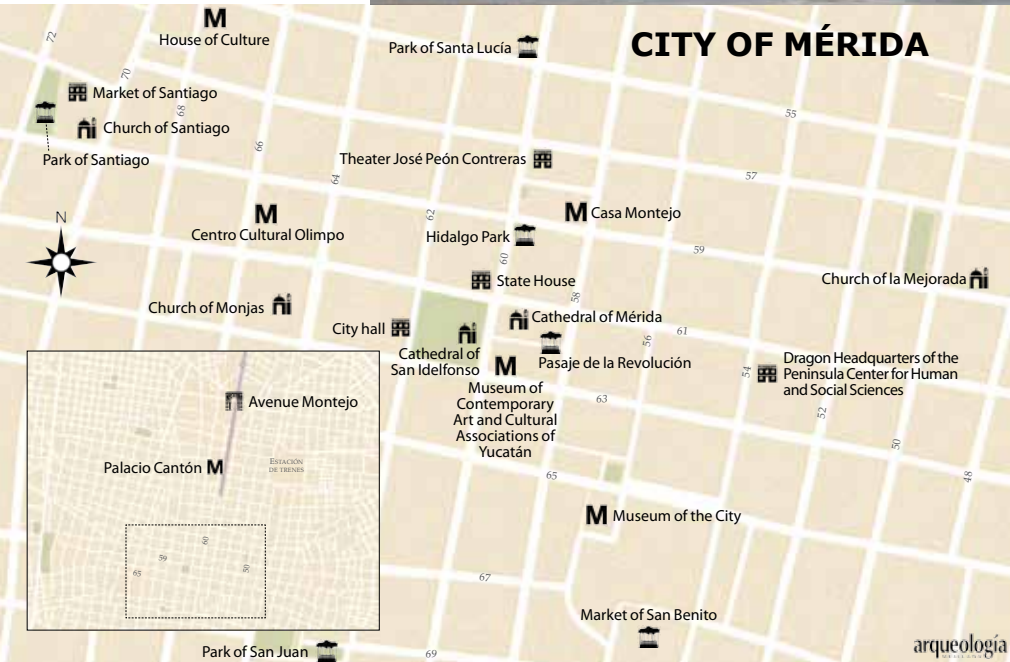 CITY OF MÉRIDA
M
House of Culture
Park of Santa Lucía
72
70
68
66
64
62
60
58
56
54
52
50
48
55
57
59
61
63
65
67
69
Market of Santiago
Church of Santiago
Park of Santiago
Theater José Peón Contreras
N
M
Centro Cultural Olimpo
M Casa Montejo
Hidalgo Park
State House
Church of la Mejorada
Church of Monjas
City hall
Cathedral of Mérida
Cathedral of
San Idelfonso
Pasaje de la Revolución
M
Museum of
Contemporary
Art and Cultural
Associations of
Yucatán
Dragon Headquarters of the
Peninsula Center for Human
and Social Sciences
Avenue Montejo
Palacio Cantón M
ESTACIÓN
DE TRENES
60
59
65
50
M Museum of the City
Market of San Benito
Park of San Juan
arqueología